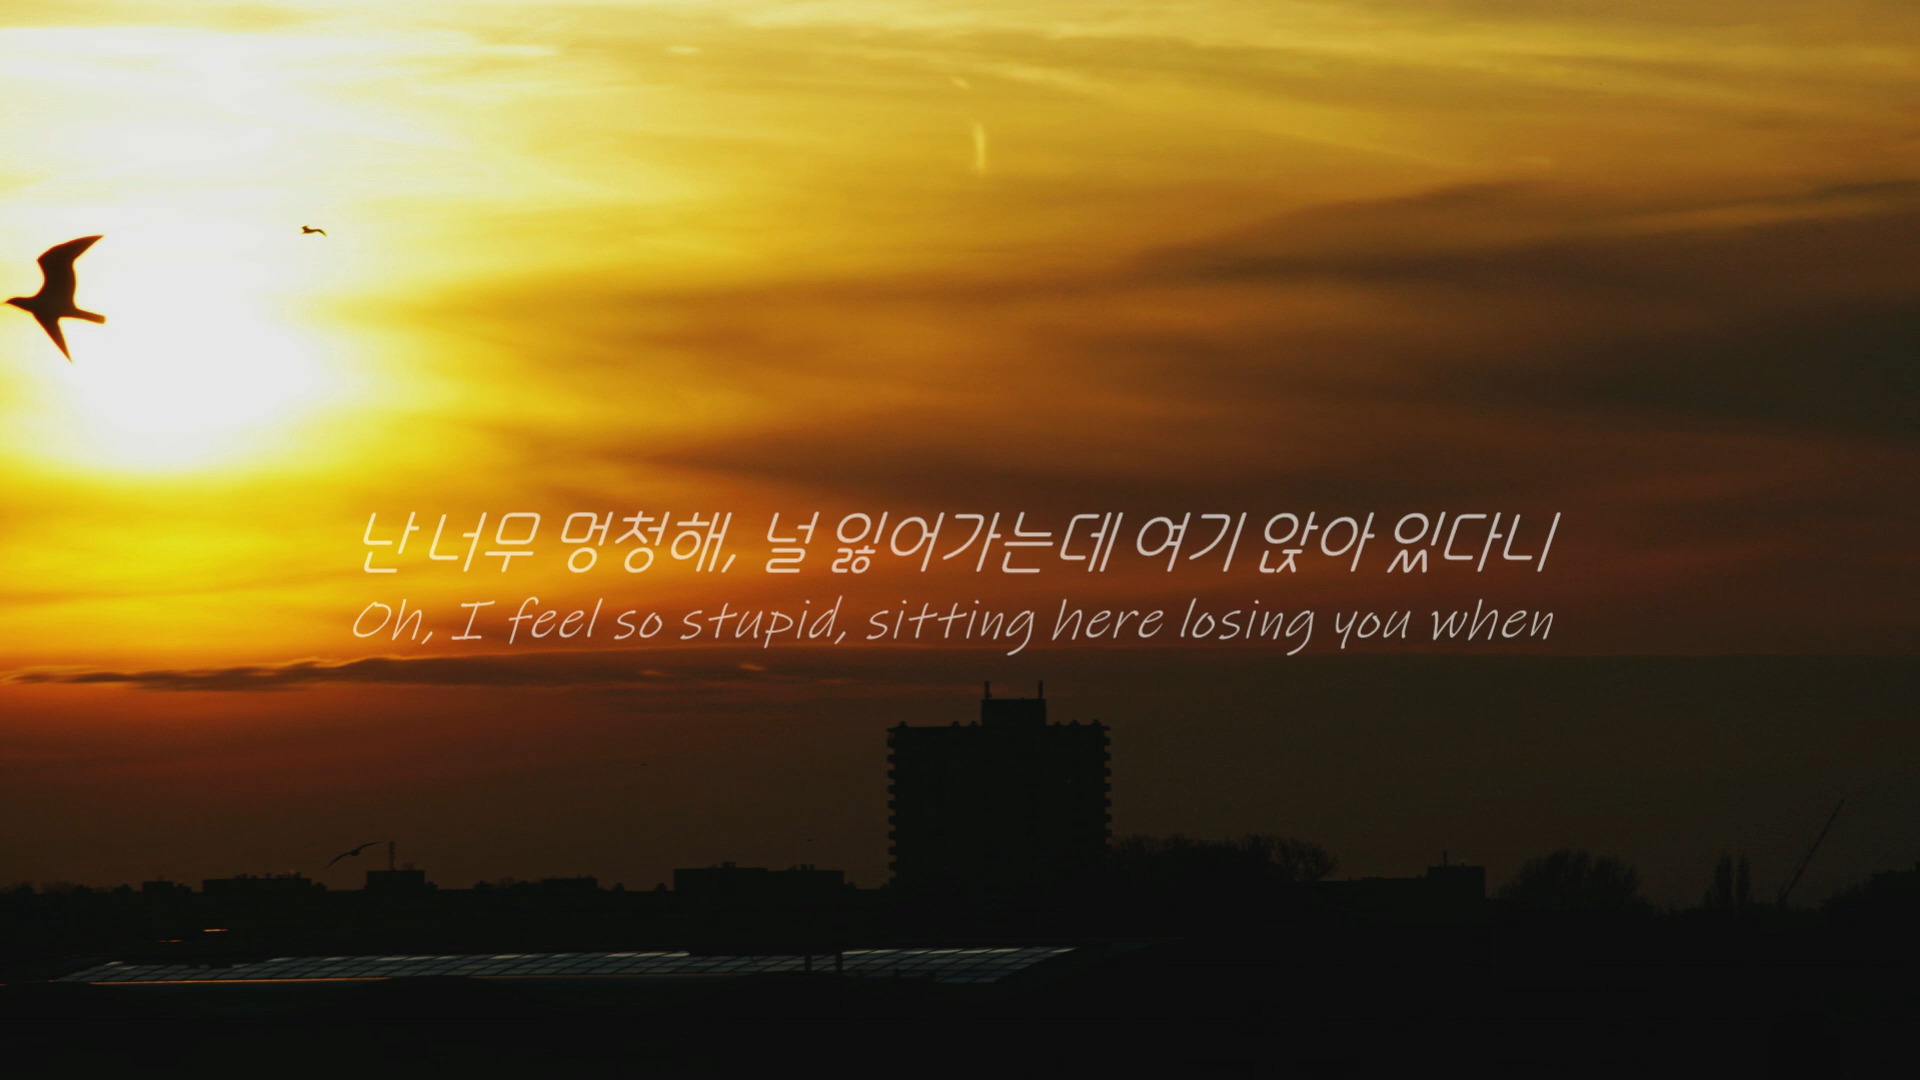 난 너무 멍청해, 널 잃어가는데 여기 앉아 있다니
Oh, I feel so stupid, sitting here losing you when